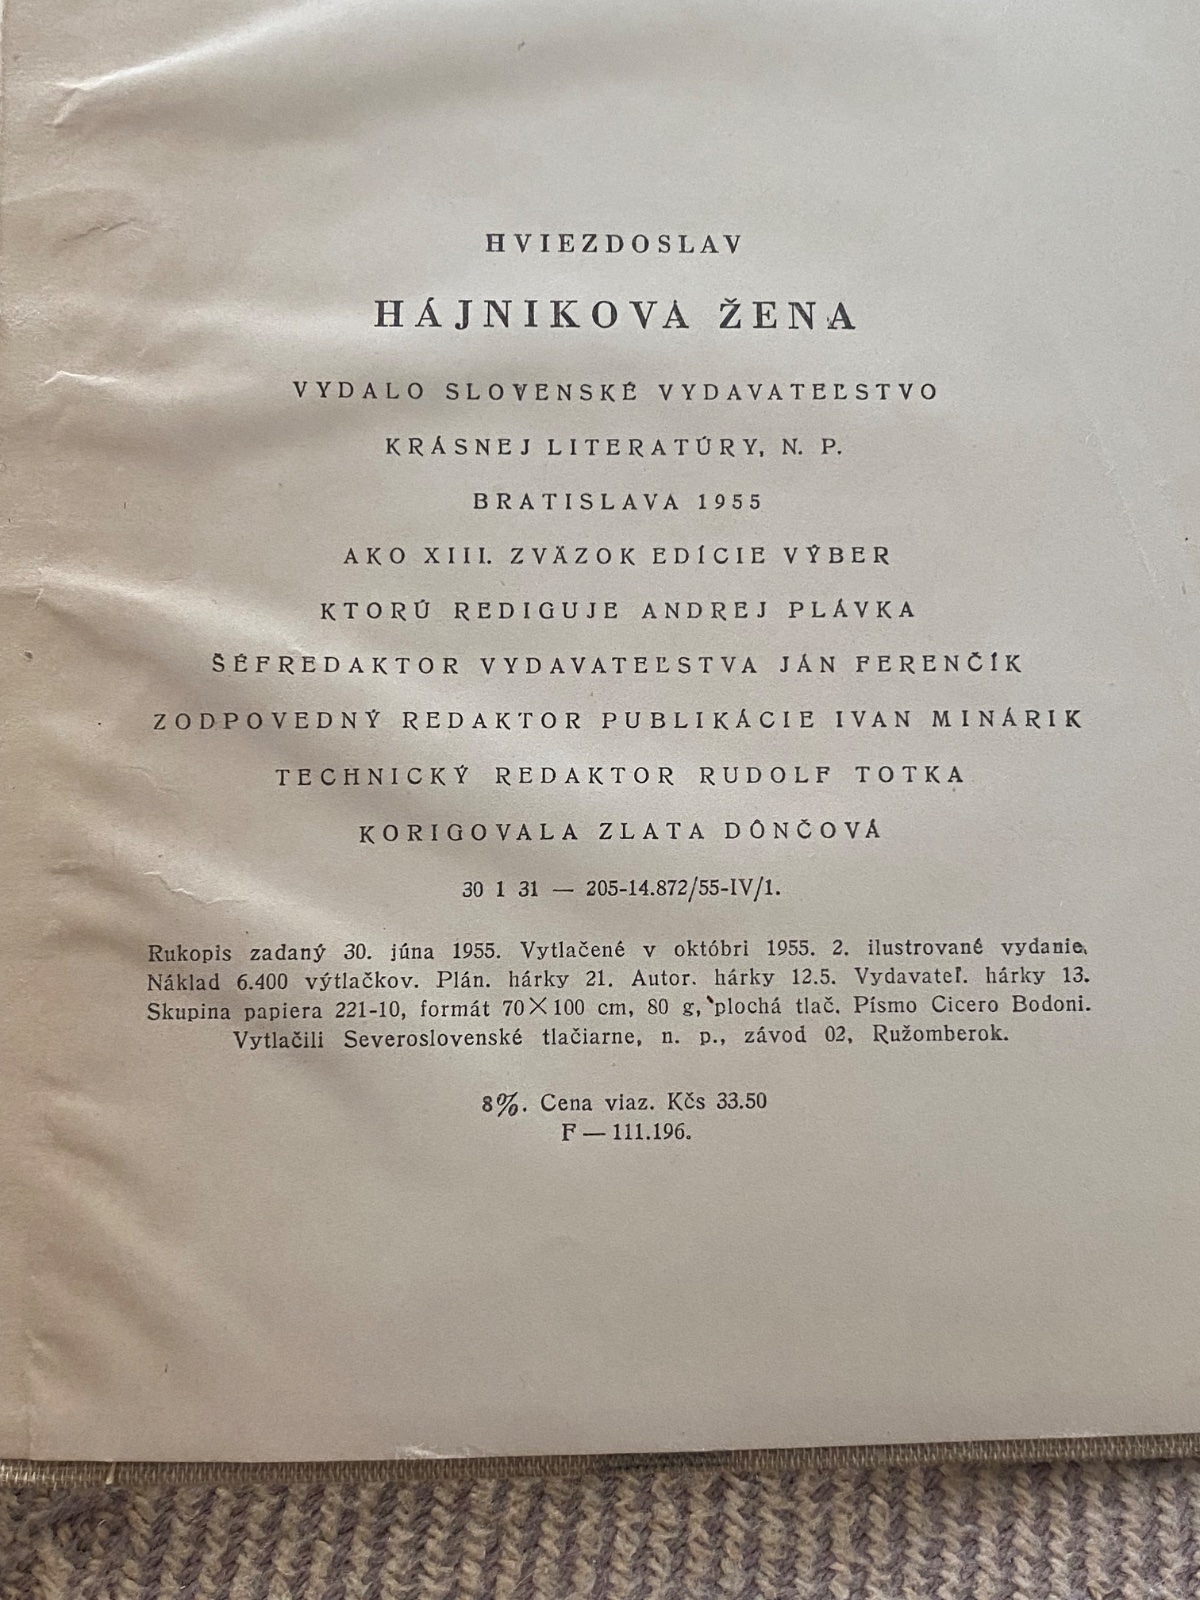 HVIEZDOSLAV
HÁJNIKOVA ŽENA
VYDALO SLOVENSKÉ VYDAVATEĽSTVO
KRÁSNEJ LITERATÚRY, N. P.
BRATISLAVA 1955
AKO XIII. ZVÄZOK EDÍCIE VÝBER
KTORÚ REDIGUJE ANDREJ PLÁVKA
ŠÉFREDAKTOR VYDAVATEĽSTVA JÁN FERENČÍK
ZODPOVEDNÝ REDAKTOR PUBLIKÁCIE IVAN MINÁRIK
TECHNICKÝ REDAKTOR RUDOLF TOTKA
KORIGOVALA ZLATA DÔNČOVÁ
30 1 31 — 205-14.872/55-IV/1.
Rukopis zadaný 30. júna 1955. Vytlačené v októbri 1955. 2. ilustrované vydanie.
Náklad 6.400 výtlačkov. Plán. hárky 21. Autor. hárky 12.5. Vydavateľ. hárky 13.
Skupina papiera 221-10, formát 70×100 cm, 80 g, plochá tlač. Písmo Cicero Bodoni.
Vytlačili Severoslovenské tlačiarne, n. p., závod 02, Ružomberok.
8%. Cena viaz. Kčs 33.50
F — 111.196.